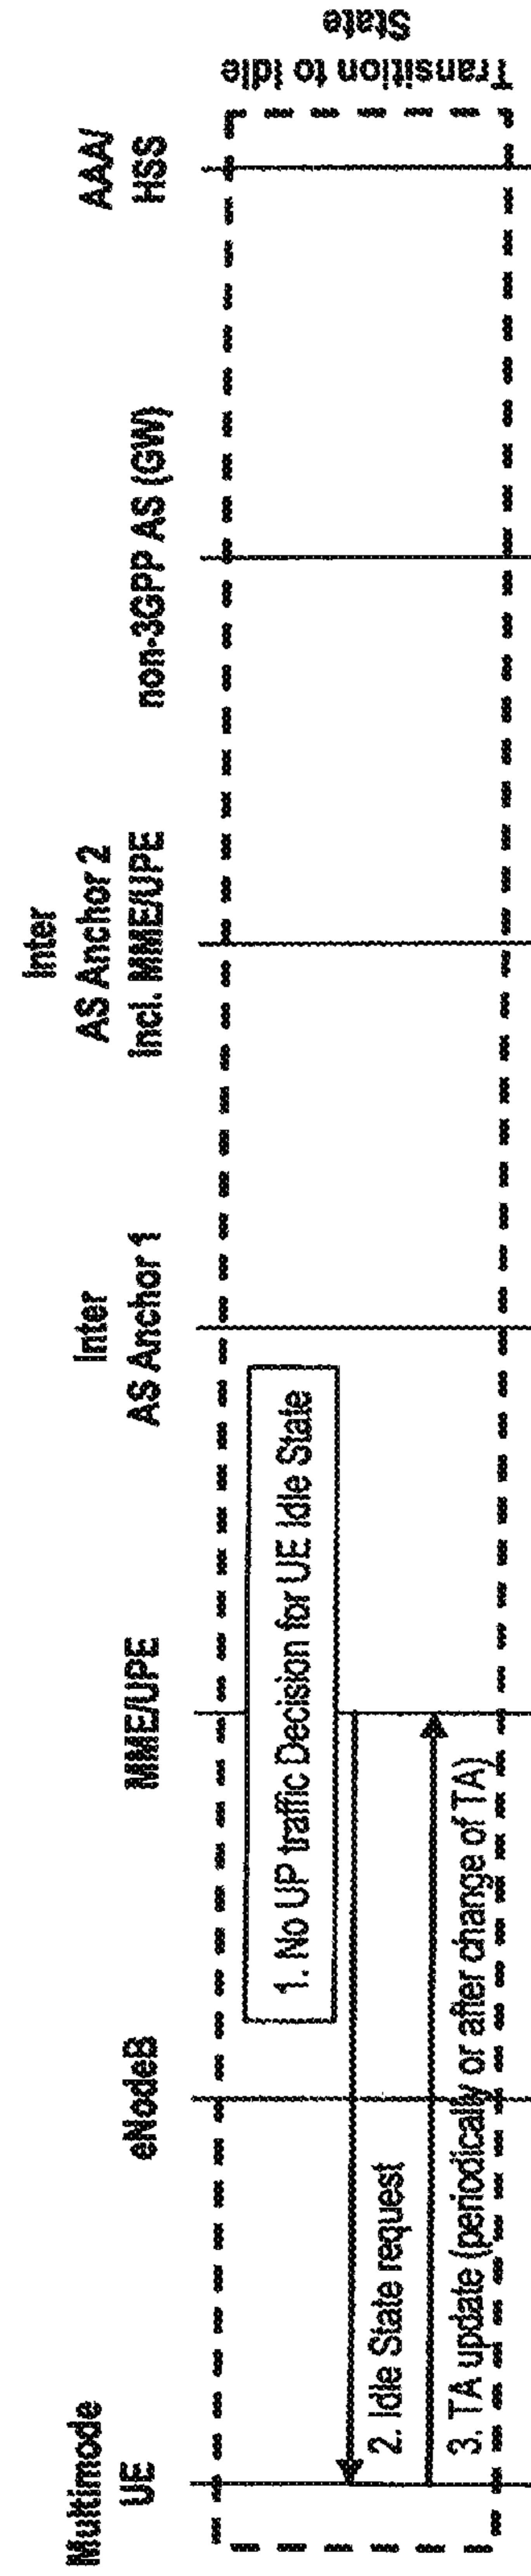 Multimode
UE
eNodeB
MME/UPE
Inter
AS Anchor 1
Inter
AS Anchor 2
incl. MME/UPE
non-3GPP AS (GW)
AAA/
HSS
1. No UP traffic Decision for UE Idle State
2. Idle State request
3. TA update (periodically or after change of TA)
Transition to idle
State